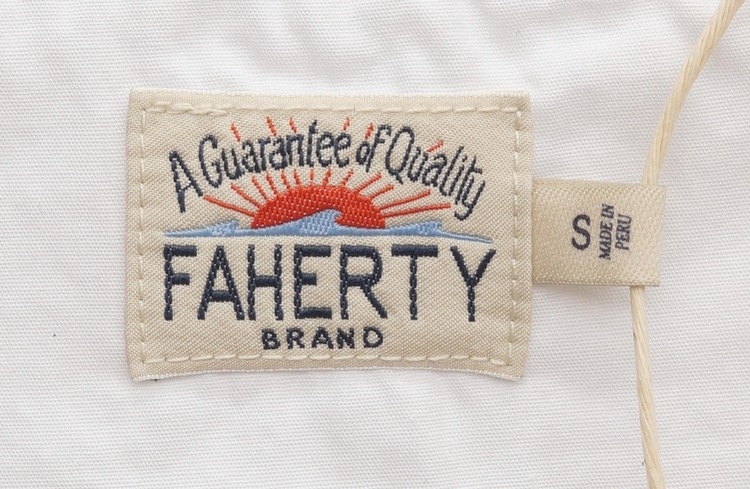 A Guarantee of Quality
FAHERTY
BRAND
S
MADE IN
PERU